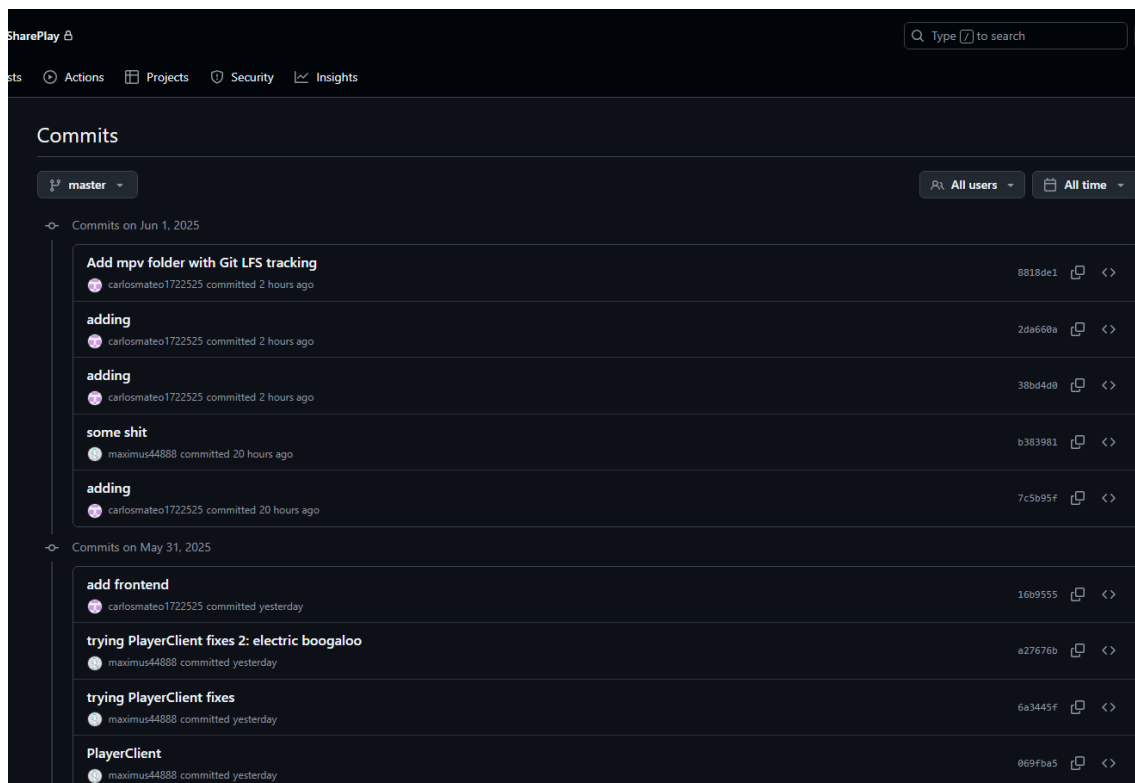 SharePlay
Type / to search
sts Actions Projects Security Insights
Commits
master
All users All time
Commits on Jun 1, 2025
Add mpv folder with Git LFS tracking
carlosmateo1722525 committed 2 hours ago
8818de1
adding
carlosmateo1722525 committed 2 hours ago
2da660a
adding
carlosmateo1722525 committed 2 hours ago
38bd4d0
some shit
maximus44888 committed 20 hours ago
b383981
adding
carlosmateo1722525 committed 20 hours ago
7c5b95f
Commits on May 31, 2025
add frontend
carlosmateo1722525 committed yesterday
16b9555
trying PlayerClient fixes 2: electric boogaloo
maximus44888 committed yesterday
a27676b
trying PlayerClient fixes
maximus44888 committed yesterday
6a3445f
PlayerClient
maximus44888 committed yesterday
069fba5